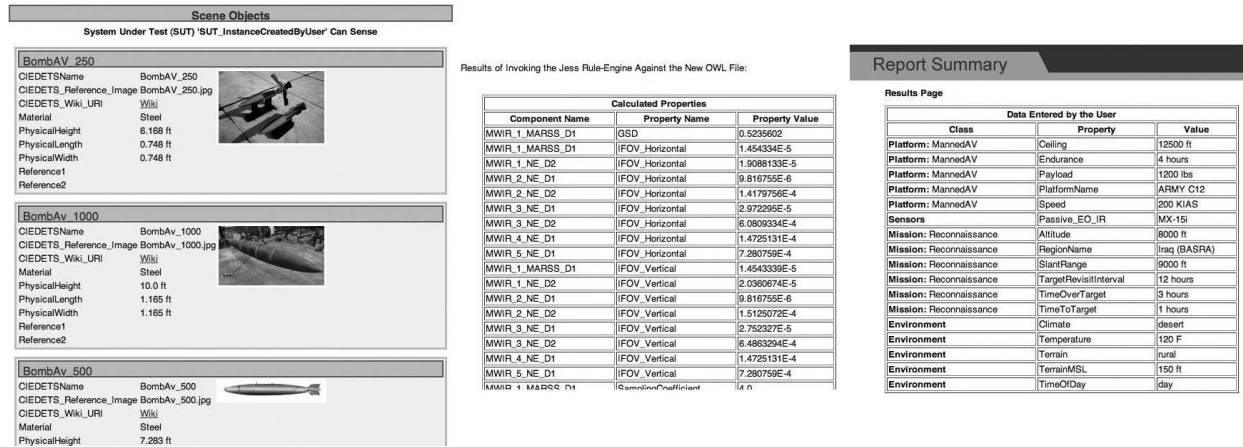 Scene Objects
System Under Test (SUT) 'SUT_InstanceCreatedByUser' Can Sense
BombAV_250
CIEDETSName BombAV_250
CIEDETS_Reference_Image BombAV_250.jpg
CIEDETS_Wiki_URI Wiki
Material Steel
PhysicalHeight 6.168 ft
PhysicalLength 0.748 ft
PhysicalWidth 0.748 ft
Reference1
Reference2
BombAv_1000
CIEDETSName BombAv_1000
CIEDETS_Reference_Image BombAv_1000.jpg
CIEDETS_Wiki_URI Wiki
Material Steel
PhysicalHeight 10.0 ft
PhysicalLength 1.165 ft
PhysicalWidth 1.165 ft
Reference1
Reference2
BombAv_500
CIEDETSName BombAv_500
CIEDETS_Reference_Image BombAv_500.jpg
CIEDETS_Wiki_URI Wiki
Material Steel
PhysicalHeight 7.283 ft
Results of Invoking the Jess Rule-Engine Against the New OWL File:
Calculated Properties
Component Name Property Name Property Value
MWIR_1_MARSS_D1 GSD 0.5235602
MWIR_1_MARSS_D1 IFOV_Horizontal 1.454334E-5
MWIR_1_NE_D2 IFOV_Horizontal 1.9088133E-5
MWIR_2_NE_D1 IFOV_Horizontal 9.816755E-6
MWIR_2_NE_D2 IFOV_Horizontal 1.4179756E-4
MWIR_3_NE_D1 IFOV_Horizontal 2.972295E-5
MWIR_3_NE_D2 IFOV_Horizontal 6.0809334E-4
MWIR_4_NE_D1 IFOV_Horizontal 1.4725131E-4
MWIR_5_NE_D1 IFOV_Horizontal 7.280759E-4
MWIR_1_MARSS_D1 IFOV_Vertical 1.4543339E-5
MWIR_1_NE_D2 IFOV_Vertical 2.0360674E-5
MWIR_2_NE_D1 IFOV_Vertical 9.816755E-6
MWIR_2_NE_D2 IFOV_Vertical 1.5125072E-4
MWIR_3_NE_D1 IFOV_Vertical 2.752327E-5
MWIR_3_NE_D2 IFOV_Vertical 6.4863294E-4
MWIR_4_NE_D1 IFOV_Vertical 1.4725131E-4
MWIR_5_NE_D1 IFOV_Vertical 7.280759E-4
MWIR_1_MARSS_D1 SamplingCoefficient 4.0
Report Summary
Results Page
Data Entered by the User
Class Property Value
Platform: MannedAV Ceiling 12500 ft
Platform: MannedAV Endurance 4 hours
Platform: MannedAV Payload 1200 lbs
Platform: MannedAV PlatformName ARMY C12
Platform: MannedAV Speed 200 KIAS
Sensors Passive_EO_IR MX-15i
Mission: Reconnaissance Altitude 8000 ft
Mission: Reconnaissance RegionName Iraq (BASRA)
Mission: Reconnaissance SlantRange 9000 ft
Mission: Reconnaissance TargetRevisitInterval 12 hours
Mission: Reconnaissance TimeOverTarget 3 hours
Mission: Reconnaissance TimeToTarget 1 hours
Environment Climate desert
Environment Temperature 120 F
Environment Terrain rural
Environment TerrainMSL 150 ft
Environment TimeOfDay day